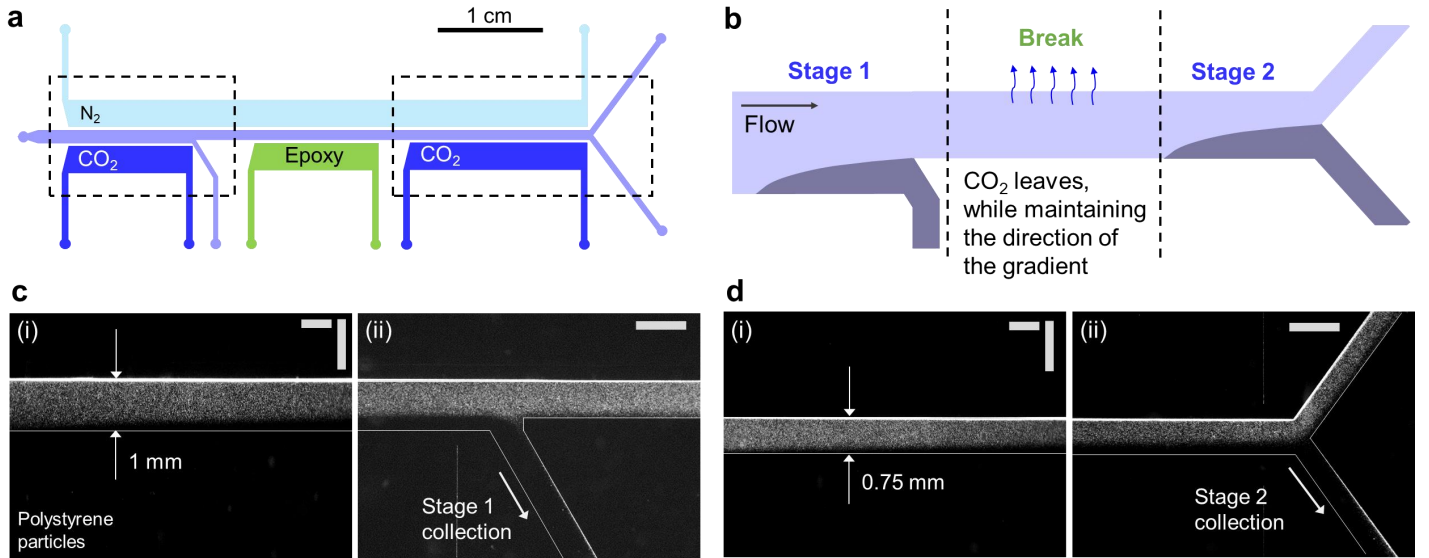 a
1 cm
N2
CO2
Epoxy
CO2
b
Break
Stage 1
Stage 2
Flow
CO2 leaves,
while maintaining
the direction of
the gradient
c
(i)
1 mm
Polystyrene
particles
(ii)
Stage 1
collection
d
(i)
0.75 mm
(ii)
Stage 2
collection